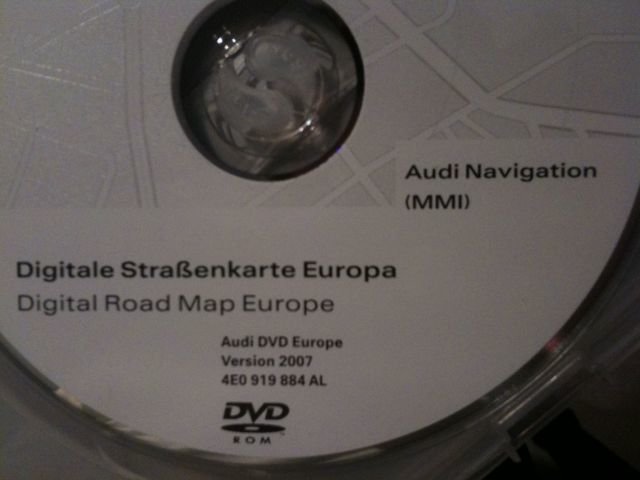 Audi Navigation
(MMI)
Digitale Straßenkarte Europa
Digital Road Map Europe
Audi DVD Europe
Version 2007
4E0 919 884 AL
DVD
ROM